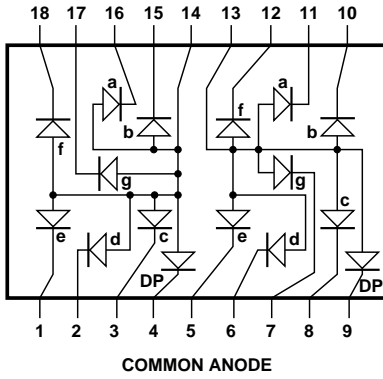 18 17 16 15 14 13 12 11 10
a a
f b f b
g g
e d c e d c
DP DP
1 2 3 4 5 6 7 8 9
COMMON ANODE